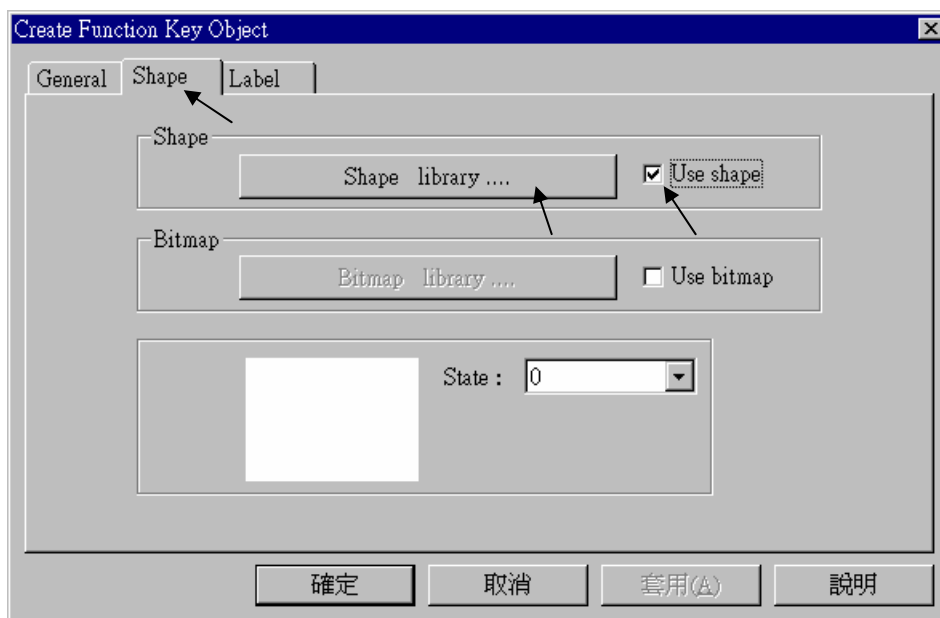 Create Function Key Object
General Shape Label
Shape
Shape library .... Use shape
Bitmap
Bitmap library .... Use bitmap
State : 0
確定 取消 套用(A) 說明